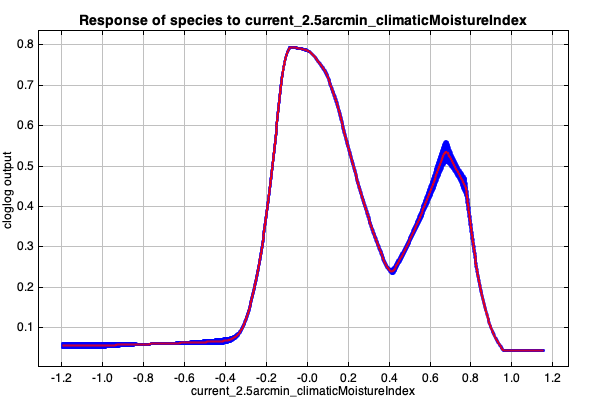 Response of species to current_2.5arcmin_climaticMoistureIndex
cloglog output
0.8
0.7
0.6
0.5
0.4
0.3
0.2
0.1
-1.2 -1.0 -0.8 -0.6 -0.4 -0.2 -0.0 0.2 0.4 0.6 0.8 1.0 1.2
current_2.5arcmin_climaticMoistureIndex